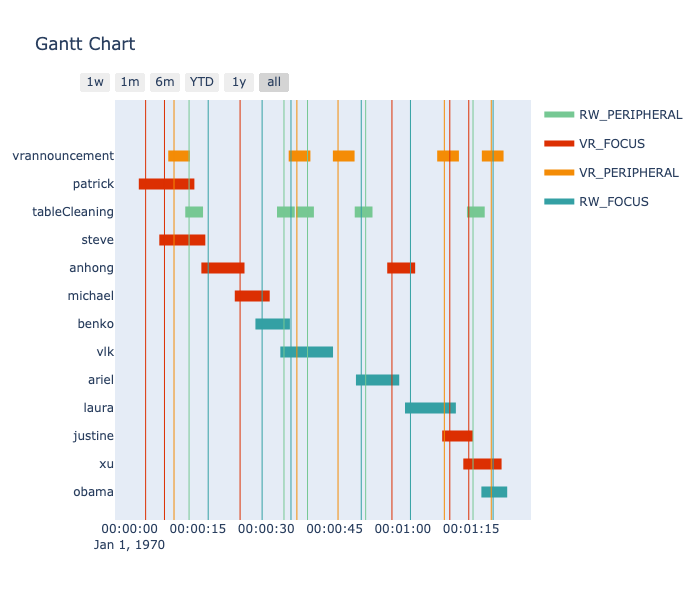 Gantt Chart
1w 1m 6m YTD 1y all
RW_PERIPHERAL
VR_FOCUS
VR_PERIPHERAL
RW_FOCUS
vrannouncement
patrick
tableCleaning
steve
anhong
michael
benko
vlk
ariel
laura
justine
xu
obama
00:00:00 00:00:15 00:00:30 00:00:45 00:01:00 00:01:15
Jan 1, 1970